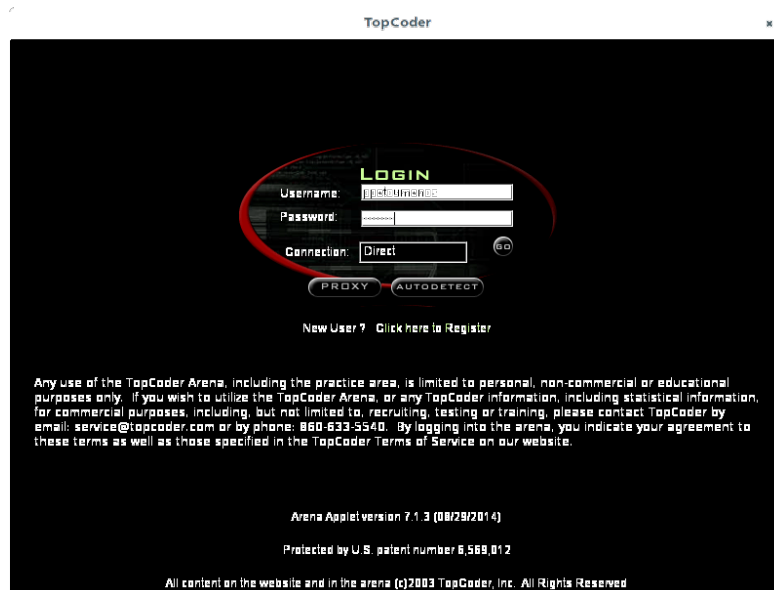 TopCoder
LOGIN
Username:
Password:
Connection: Direct
GO
PROXY AUTODETECT
New User ? Click here to Register
Any use of the TopCoder Arena, including the practice area, is limited to personal, non-commercial or educational
purposes only. If you wish to utilize the TopCoder Arena, or any TopCoder information, including statistical information,
for commercial purposes, including, but not limited to, recruiting, testing or training, please contact TopCoder by
email: service@topcoder.com or by phone: 860-633-5540. By logging into the arena, you indicate your agreement to
these terms as well as those specified in the TopCoder Terms of Service on our website.
Arena Applet version 7.1.3 (08/29/2014)
Protected by U.S. patent number 6,569,012
All content on the website and in the arena (c)2003 TopCoder, Inc. All Rights Reserved